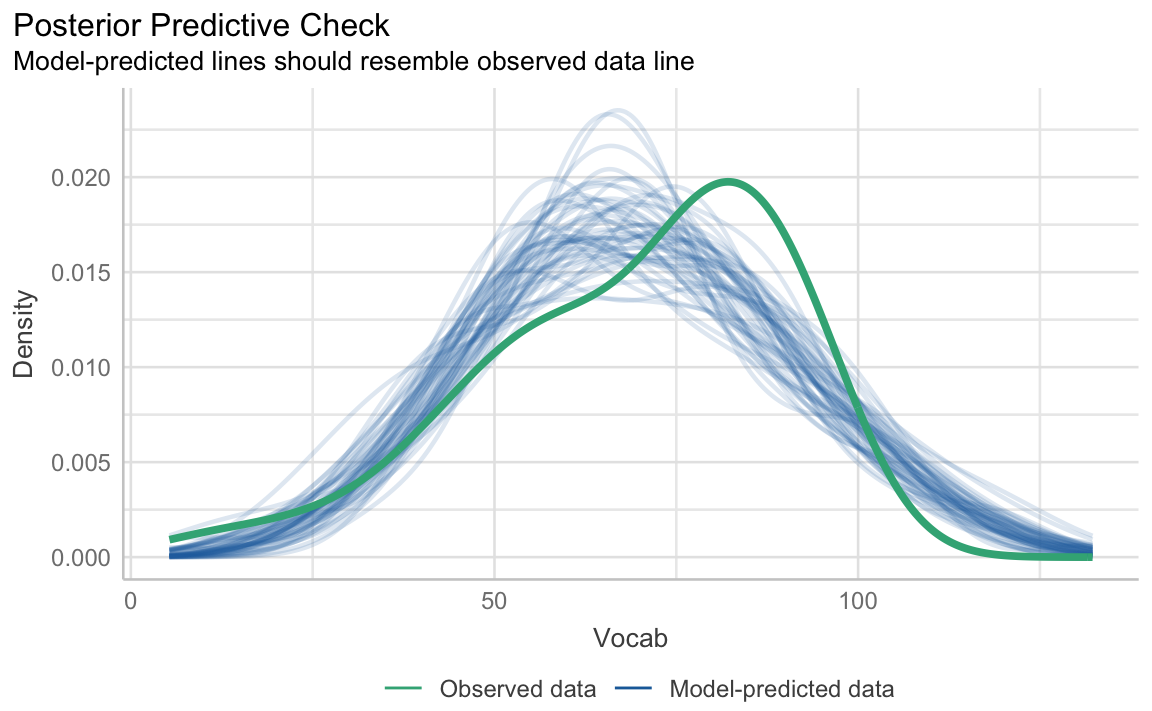 Posterior Predictive Check
Model-predicted lines should resemble observed data line
Density
0.020
0.015
0.010
0.005
0.000
0 50 100
Vocab
Observed data Model-predicted data